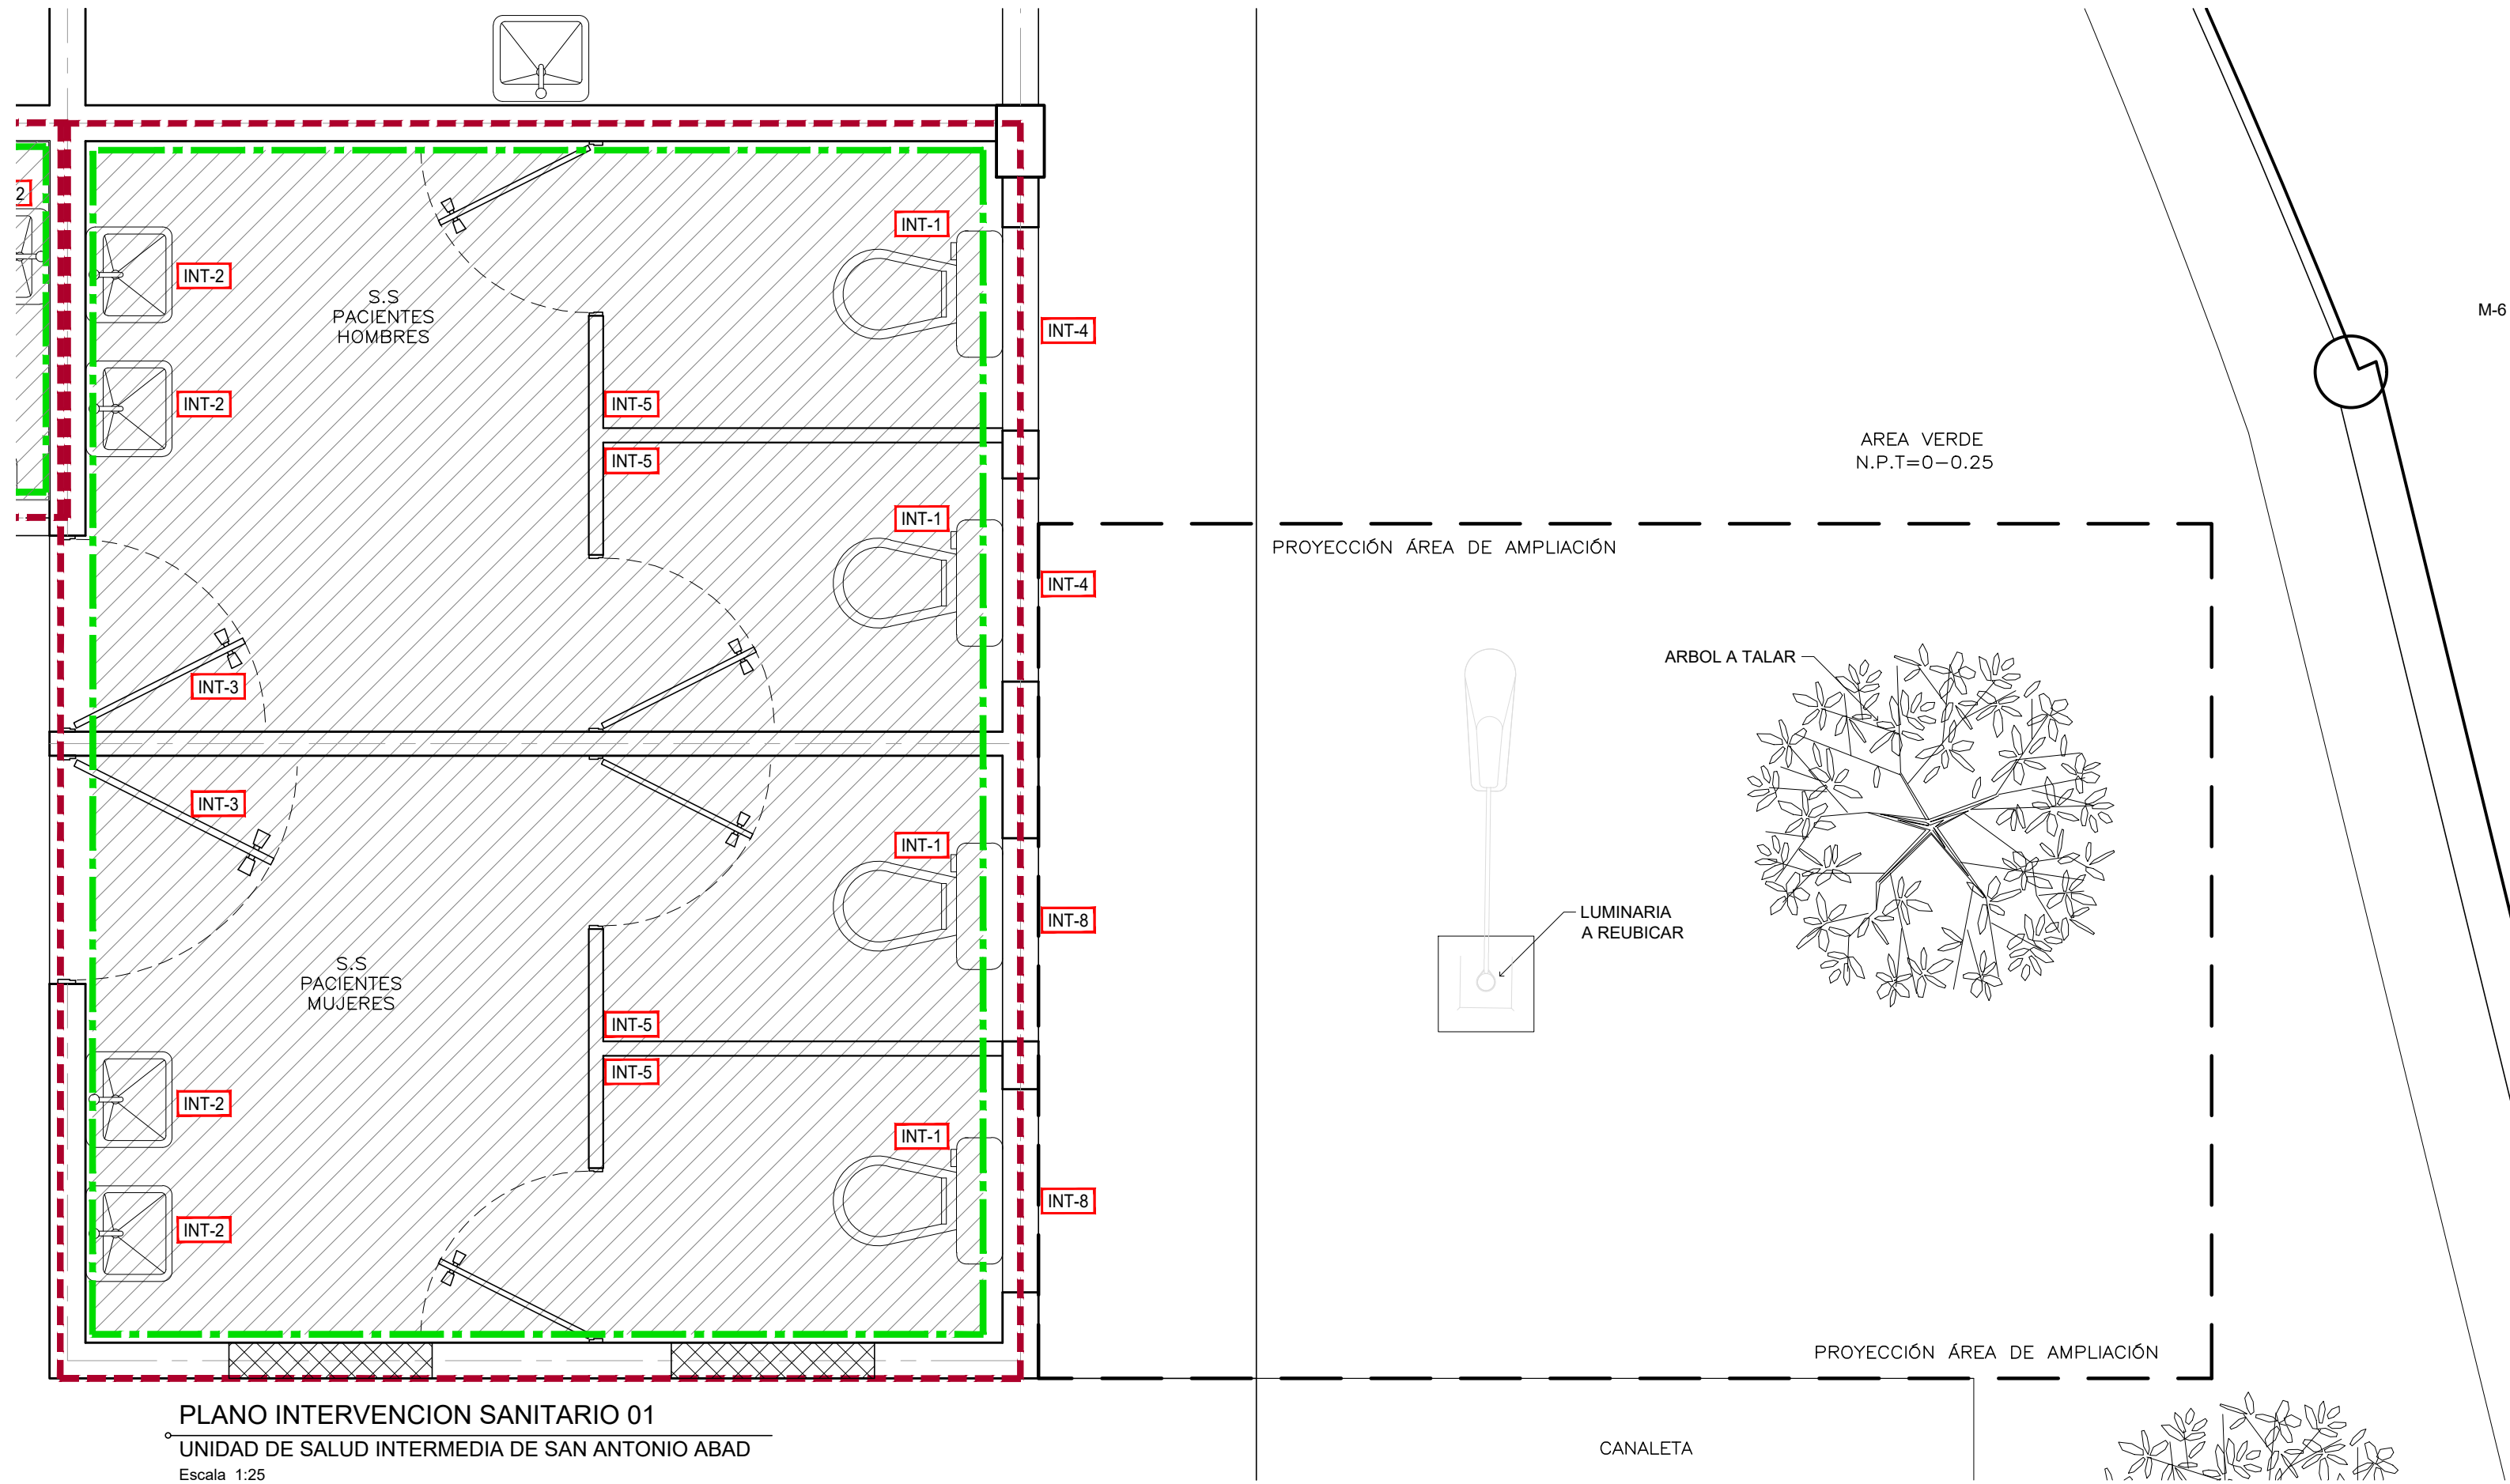 2
INT-1
INT-2
S.S
PACIENTES
HOMBRES
INT-4
M-6
INT-2
INT-5
INT-5
AREA VERDE
N.P.T=0-0.25
INT-1
PROYECCIÓN ÁREA DE AMPLIACIÓN
INT-4
ARBOL A TALAR
INT-3
INT-3
INT-1
INT-8
LUMINARIA
A REUBICAR
S.S
PACIENTES
MUJERES
INT-5
INT-5
INT-2
INT-1
INT-8
INT-2
PROYECCIÓN ÁREA DE AMPLIACIÓN
PLANO INTERVENCION SANITARIO 01
UNIDAD DE SALUD INTERMEDIA DE SAN ANTONIO ABAD
Escala 1:25
CANALETA